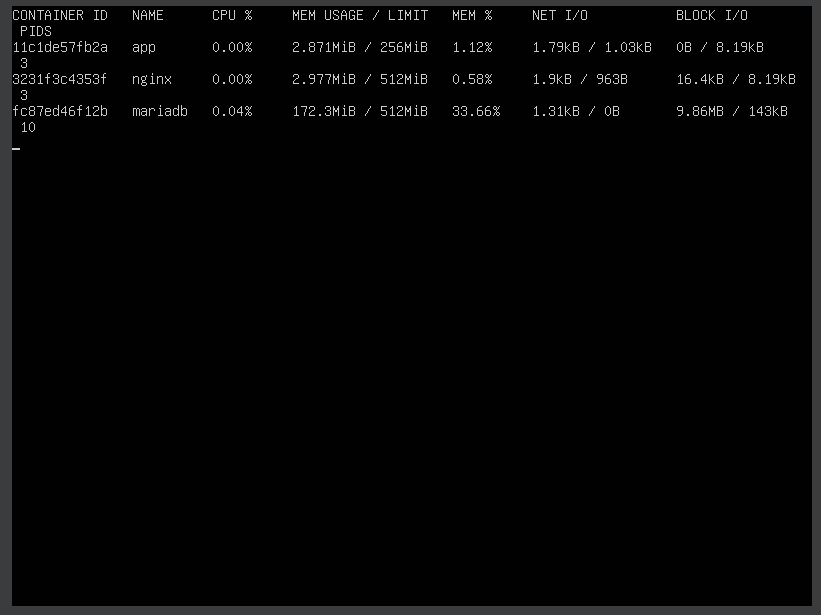 CONTAINER ID   NAME      CPU %     MEM USAGE / LIMIT   MEM %     NET I/O           BLOCK I/O
 PIDS
11c1de57fb2a   app       0.00%     2.871MiB / 256MiB   1.12%     1.79kB / 1.03kB   0B / 8.19kB
 3
3231f3c4353f   nginx     0.00%     2.977MiB / 512MiB   0.58%     1.9kB / 963B      16.4kB / 8.19kB
 3
fc87ed46f12b   mariadb   0.04%     172.3MiB / 512MiB   33.66%    1.31kB / 0B       9.86MB / 143kB
 10